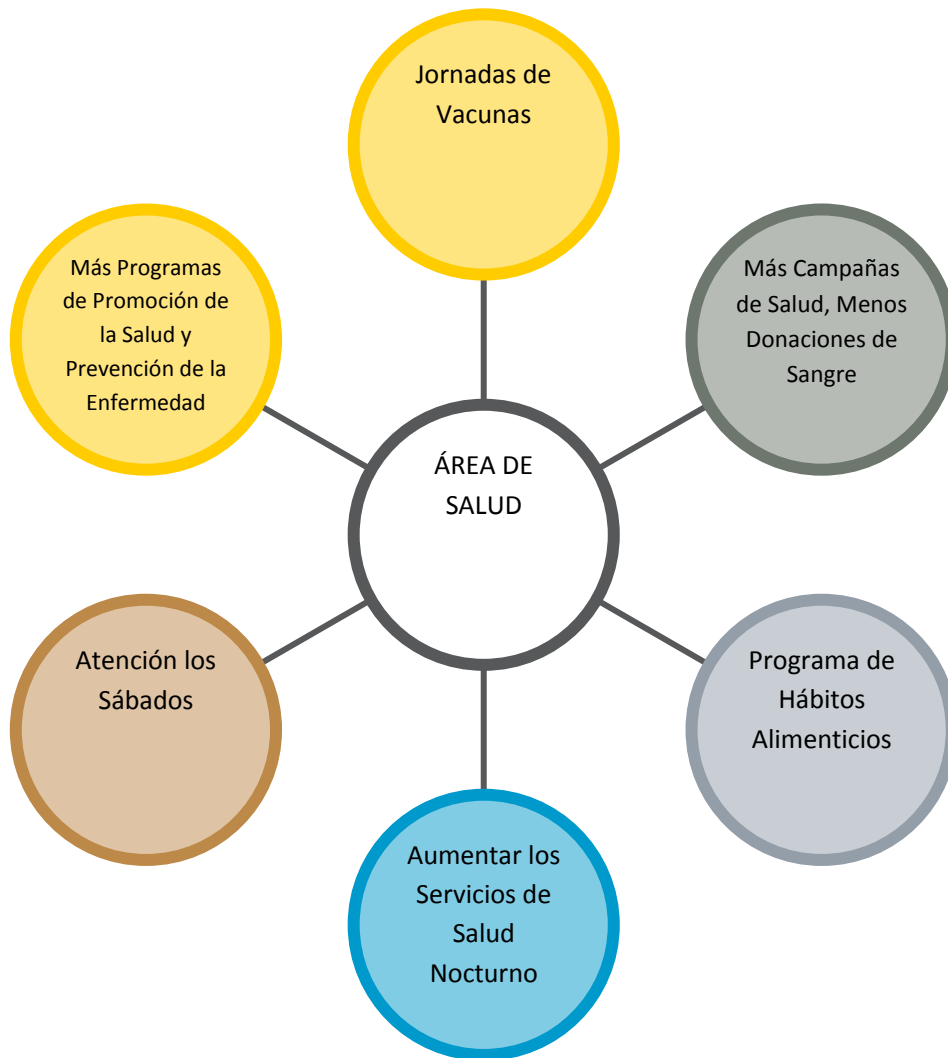 Jornadas de
Vacunas
Más Programas
de Promoción de
la Salud y
Prevención de la
Enfermedad
Más Campañas
de Salud, Menos
Donaciones de
Sangre
ÁREA DE
SALUD
Atención los
Sábados
Programa de
Hábitos
Alimenticios
Aumentar los
Servicios de
Salud
Nocturno